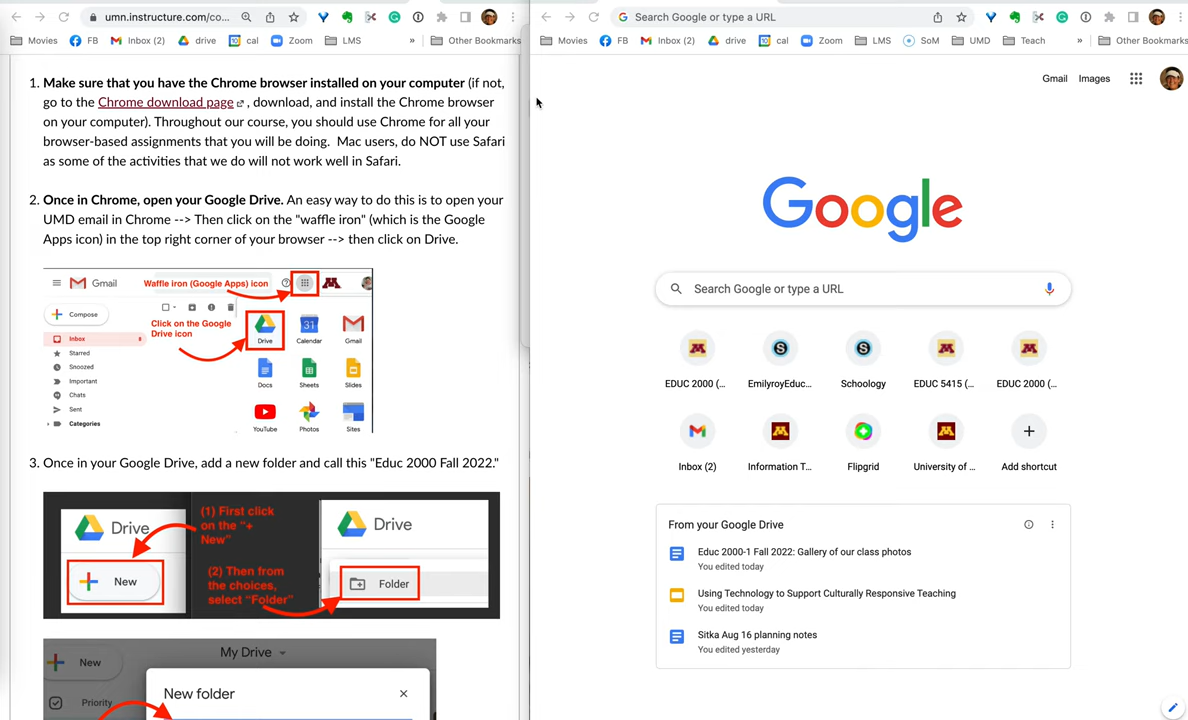 umn.instructure.com/co...
Movies FB Inbox (2) drive cal Zoom LMS » Other Bookmarks
1. Make sure that you have the Chrome browser installed on your computer (if not,
go to the Chrome download page , download, and install the Chrome browser
on your computer). Throughout our course, you should use Chrome for all your
browser-based assignments that you will be doing. Mac users, do NOT use Safari
as some of the activities that we do will not work well in Safari.
2. Once in Chrome, open your Google Drive. An easy way to do this is to open your
UMD email in Chrome --> Then click on the "waffle iron" (which is the Google
Apps icon) in the top right corner of your browser --> then click on Drive.
Gmail Waffle iron (Google Apps) icon
Compose
Click on the Google
Drive icon
31
Inbox
Starred
Snoozed
Important
Chats
Sent
Categories
Drive Calendar Gmail
Docs Sheets Slides
YouTube Photos Sites
3. Once in your Google Drive, add a new folder and call this "Educ 2000 Fall 2022."
Drive
New
(1) First click
on the "+
New"
(2) Then from
the choices,
select "Folder"
Drive
Folder
New My Drive
Priority
New folder
Search Google or type a URL
Movies FB Inbox (2) drive cal Zoom LMS SoM UMD Teach » Other Bookmarks
Gmail Images
Google
Search Google or type a URL
EDUC 2000 (... EmilyroyEduc... Schoology EDUC 5415 (... EDUC 2000 (...
Inbox (2) Information T... Flipgrid University of ... Add shortcut
From your Google Drive
Educ 2000-1 Fall 2022: Gallery of our class photos
You edited today
Using Technology to Support Culturally Responsive Teaching
You edited today
Sitka Aug 16 planning notes
You edited yesterday